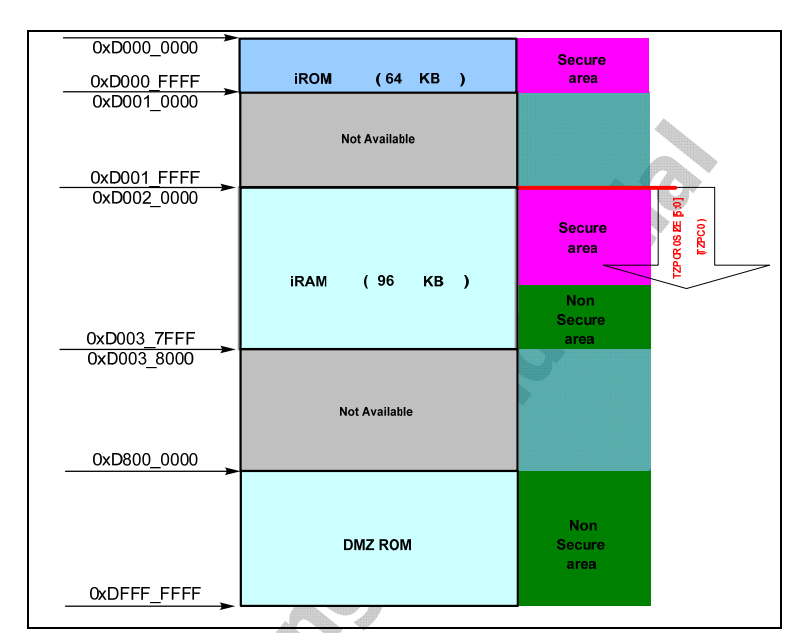 0xD000_0000
0xD000_FFFF
0xD001_0000
0xD001_FFFF
0xD002_0000
0xD003_7FFF
0xD003_8000
0xD800_0000
0xDFFF_FFFF
iROM ( 64 KB )
Not Available
iRAM ( 96 KB )
Not Available
DMZ ROM
Secure
area
Secure
area
Non
Secure
area
Non
Secure
area
TZPCR0SIZE [5:0]
(TZPC0)